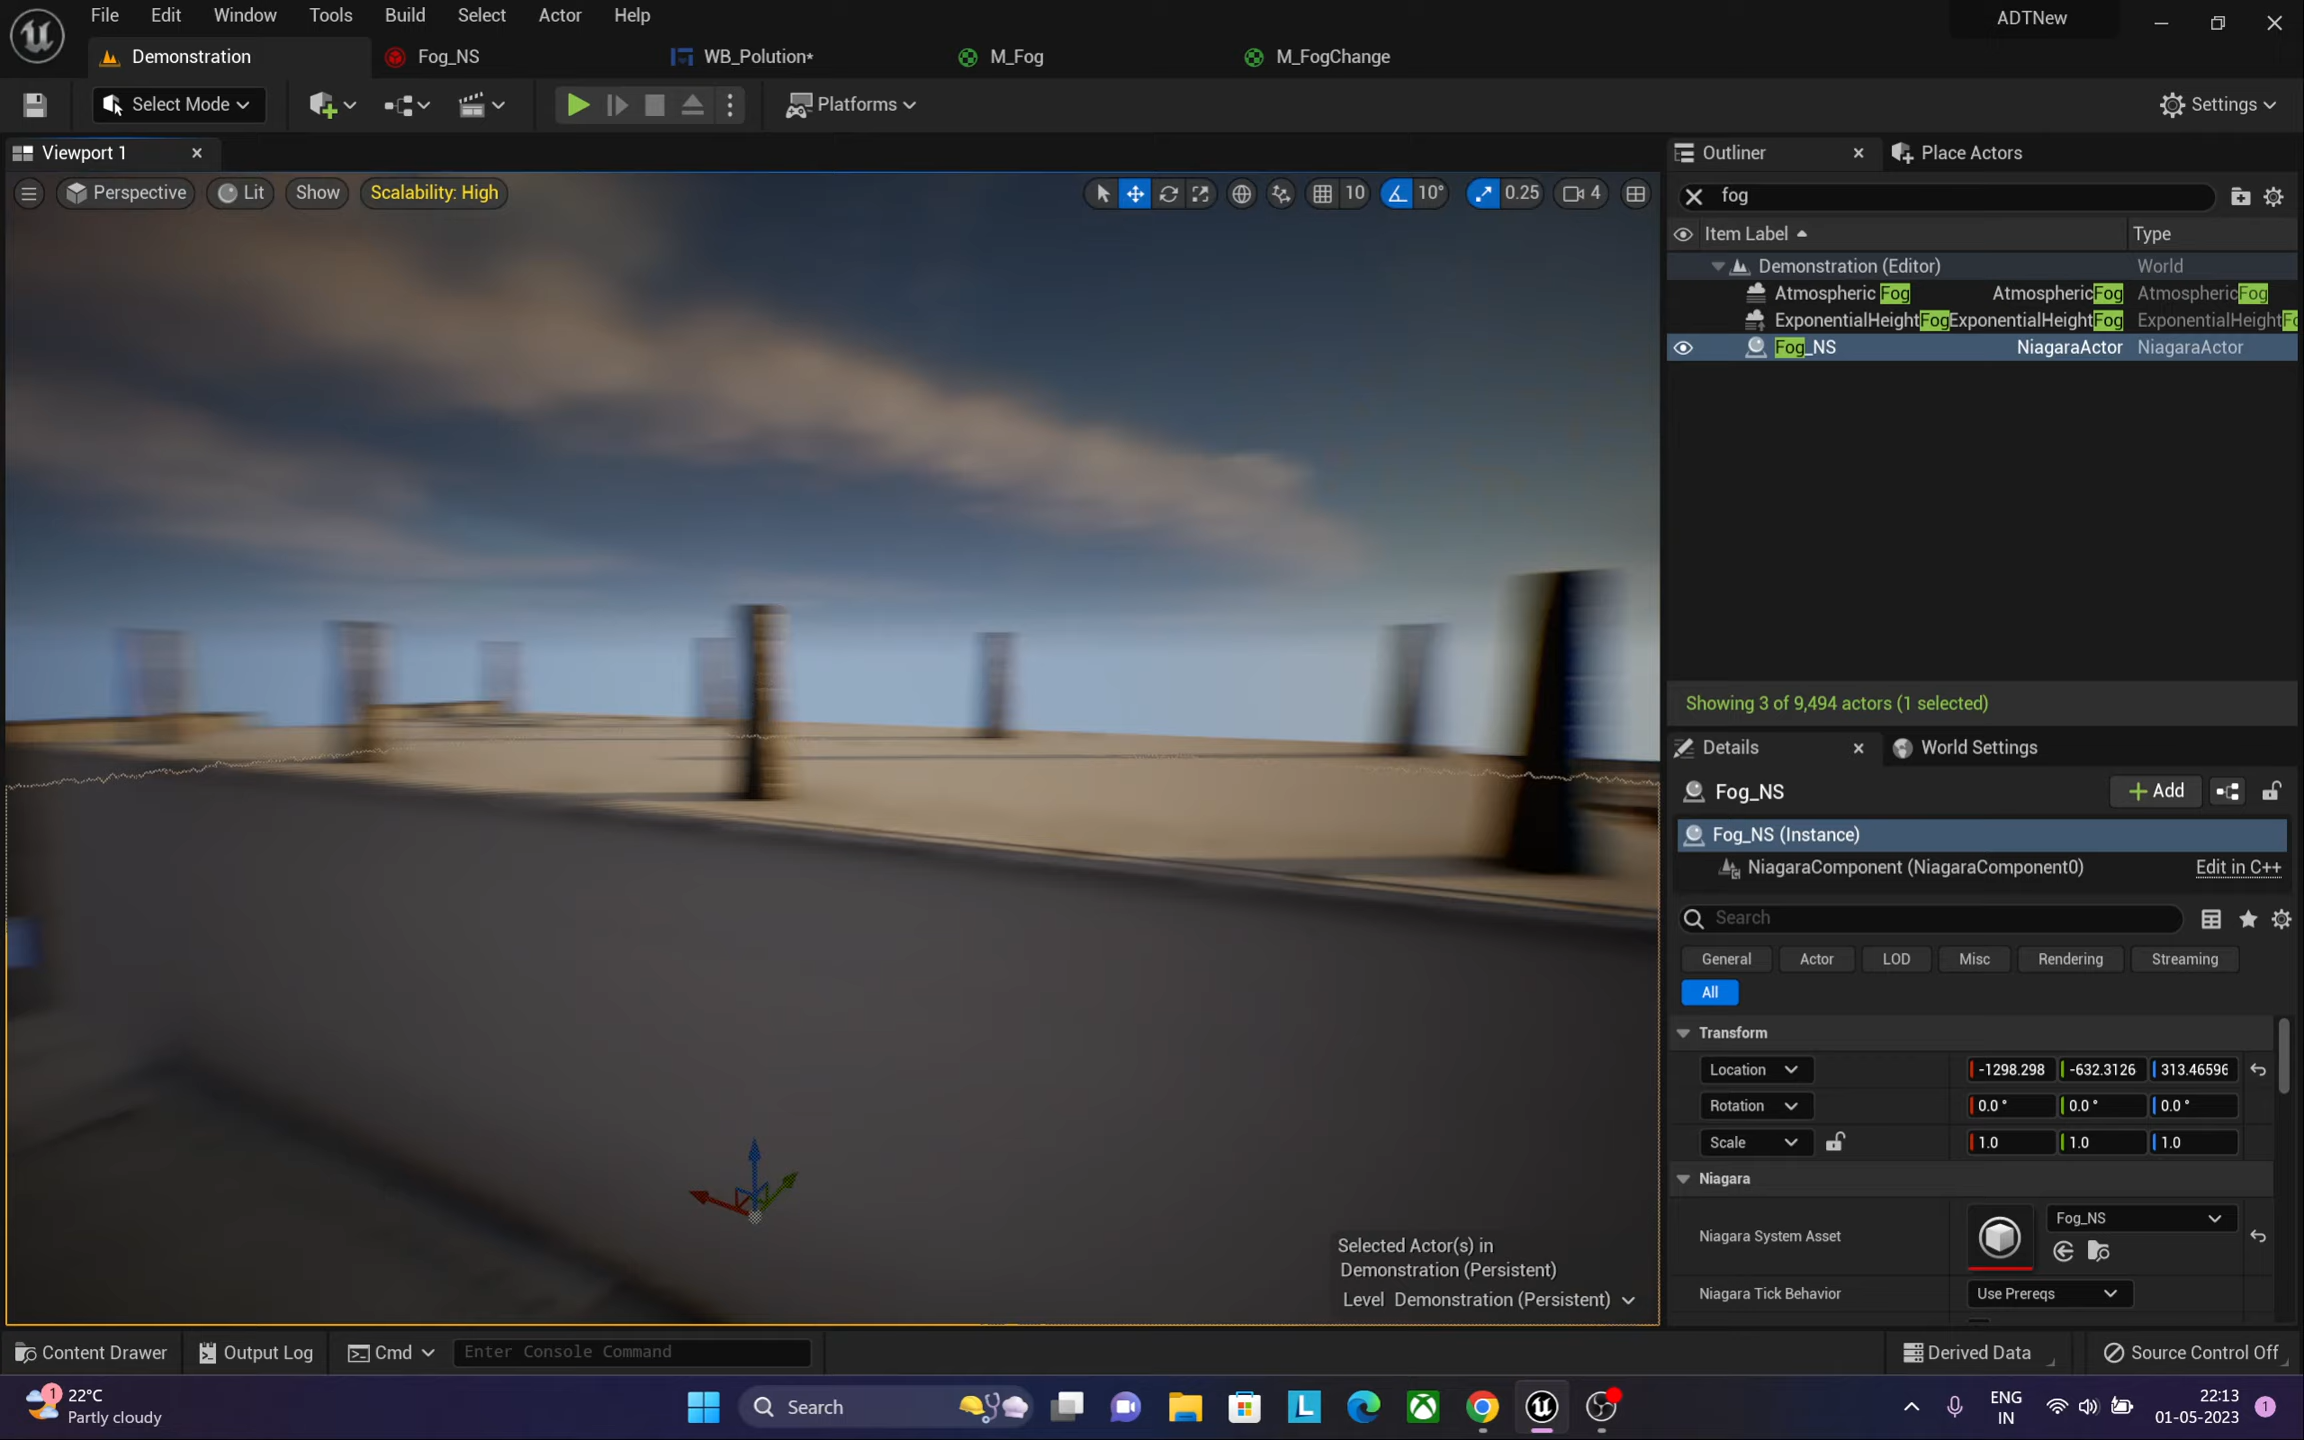 File Edit Window Tools Build Select Actor Help
ADTNew
Demonstration Fog_NS WB_Polution* M_Fog M_FogChange
Select Mode Platforms Settings
Viewport 1
Outliner Place Actors
Perspective Lit Show Scalability: High 10 10° 0.25 4
fog
Item Label Type
Demonstration (Editor) World
Atmospheric Fog AtmosphericFog AtmosphericFog
ExponentialHeightFog ExponentialHeightFog ExponentialHeightFo
Fog_NS NiagaraActor NiagaraActor
Showing 3 of 9,494 actors (1 selected)
Details World Settings
Fog_NS Add
Fog_NS (Instance)
NiagaraComponent (NiagaraComponent0) Edit in C++
Search
General Actor LOD Misc Rendering Streaming
All
Transform
Location -1298.298 -632.3126 313.46596
Rotation 0.0 ° 0.0 ° 0.0 °
Scale 1.0 1.0 1.0
Niagara
Niagara System Asset Fog_NS
Niagara Tick Behavior Use Prereqs
Selected Actor(s) in
Demonstration (Persistent)
Level Demonstration (Persistent)
Content Drawer Output Log Cmd Enter Console Command Derived Data Source Control Off
1 22°C
Partly cloudy
Search
L
ENG
IN
22:13
01-05-2023
1